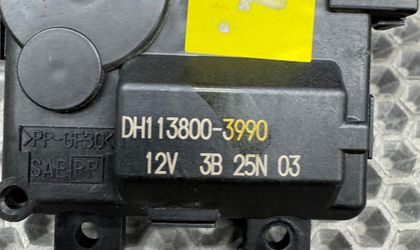 DH113800-3990
>PP-GF30<
12V 3B 25N 03
SAE PP